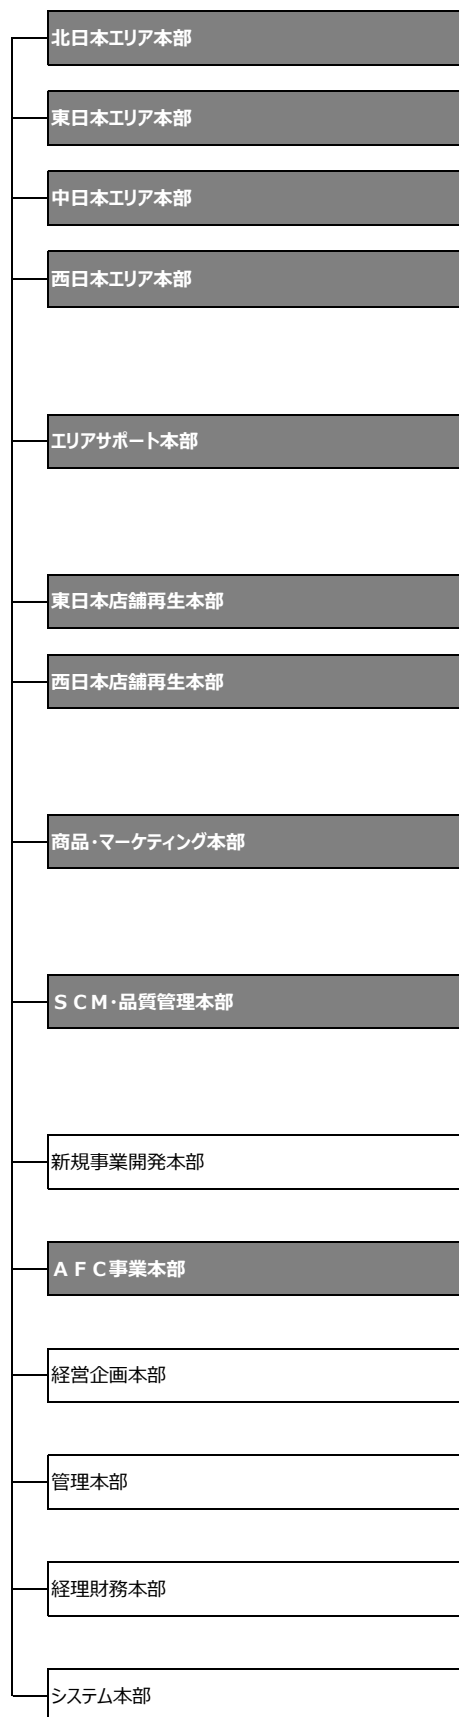 北日本エリア本部
東日本エリア本部
中日本エリア本部
西日本エリア本部
エリアサポート本部
東日本店舗再生本部
西日本店舗再生本部
商品・マーケティング本部
ＳＣＭ・品質管理本部
新規事業開発本部
ＡＦＣ事業本部
経営企画本部
管理本部
経理財務本部
システム本部